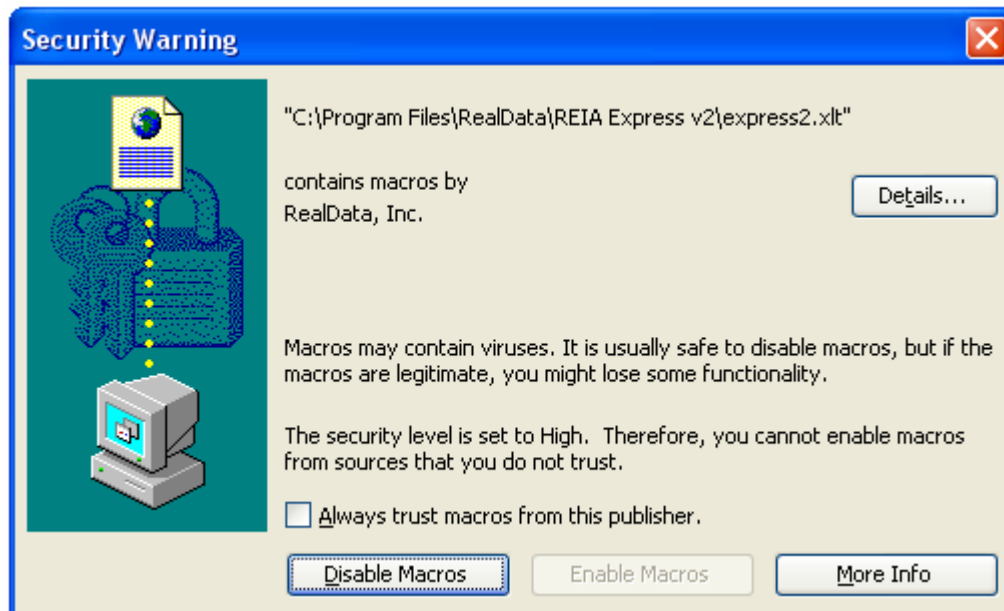 Security Warning
"C:\Program Files\RealData\REIA Express v2\express2.xlt"
contains macros by
RealData, Inc.
Details...
Macros may contain viruses. It is usually safe to disable macros, but if the
macros are legitimate, you might lose some functionality.
The security level is set to High.  Therefore, you cannot enable macros
from sources that you do not trust.
Always trust macros from this publisher.
Disable Macros
Enable Macros
More Info